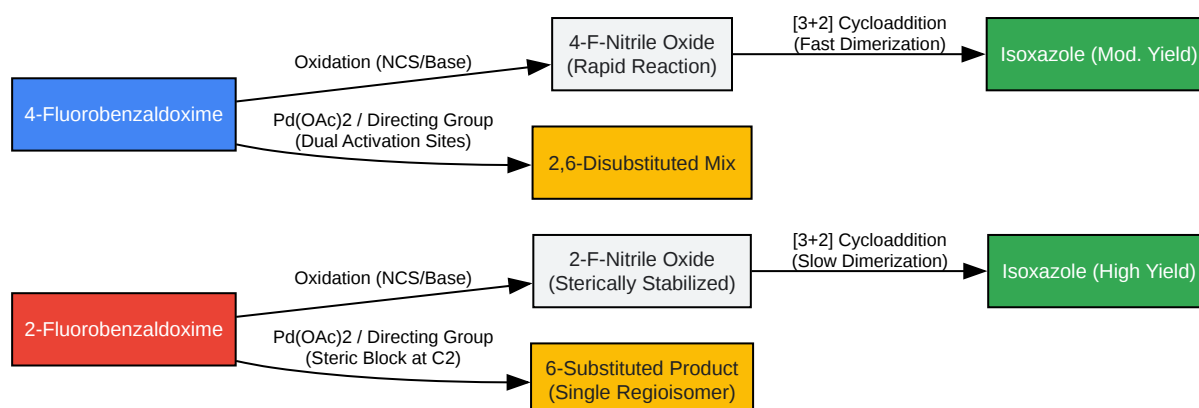 [3+2] Cycloaddition
(Fast Dimerization)
4-F-Nitrile Oxide
(Rapid Reaction)
Isoxazole (Mod. Yield)
Oxidation (NCS/Base)
4-Fluorobenzaldoxime
Pd(OAc)2 / Directing Group
(Dual Activation Sites)
2,6-Disubstituted Mix
[3+2] Cycloaddition
(Slow Dimerization)
2-F-Nitrile Oxide
(Sterically Stabilized)
Isoxazole (High Yield)
Oxidation (NCS/Base)
2-Fluorobenzaldoxime
Pd(OAc)2 / Directing Group
(Steric Block at C2)
6-Substituted Product
(Single Regioisomer)